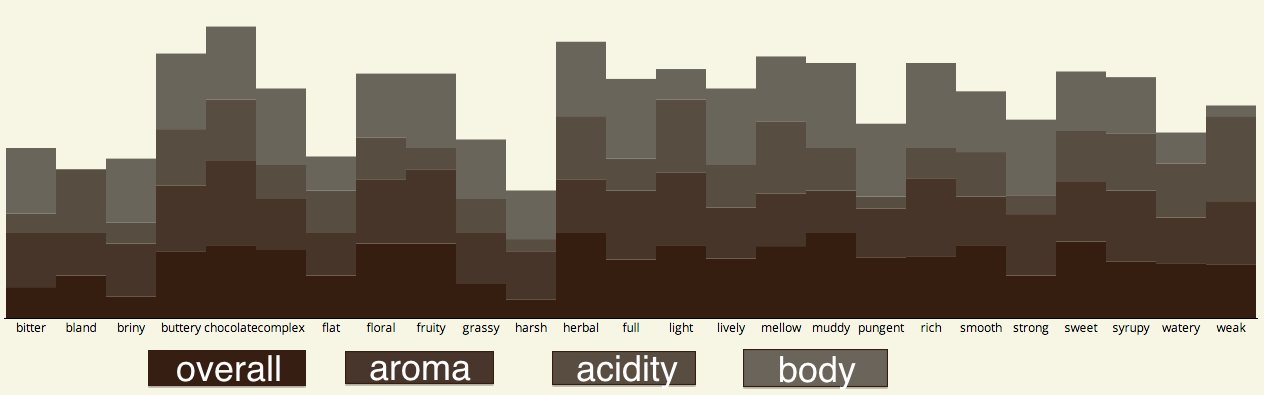 bitter bland briny buttery chocolate complex flat floral fruity grassy harsh herbal full light lively mellow muddy pungent rich smooth strong sweet syrupy watery weak
overall aroma acidity body